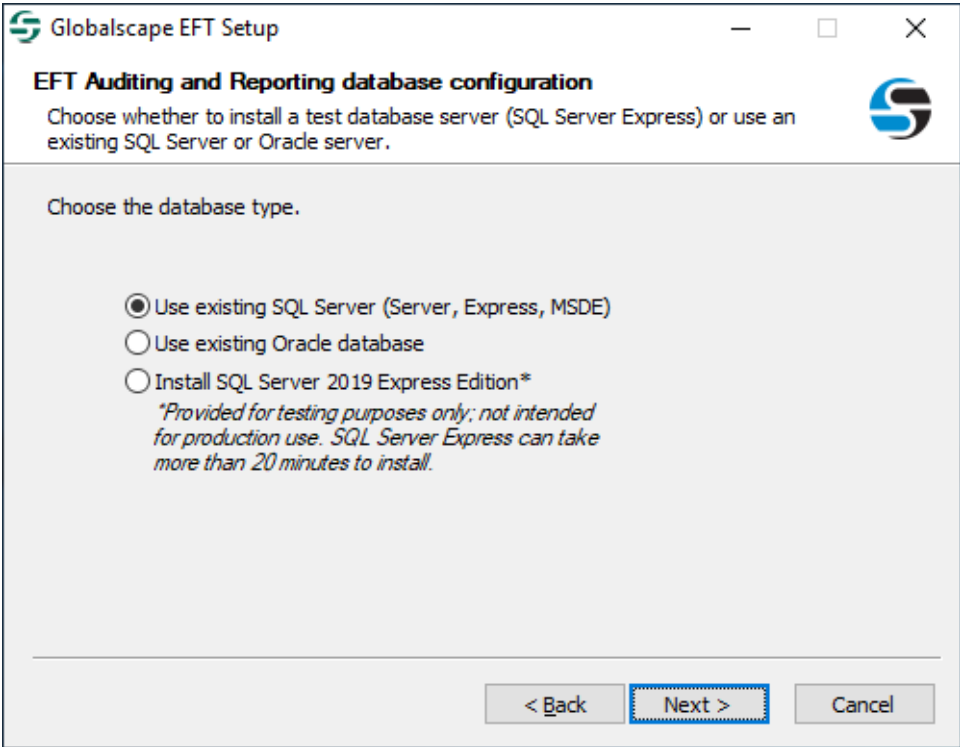 Globalscape EFT Setup
EFT Auditing and Reporting database configuration
Choose whether to install a test database server (SQL Server Express) or use an
existing SQL Server or Oracle server.
Choose the database type.
Use existing SQL Server (Server, Express, MSDE)
Use existing Oracle database
Install SQL Server 2019 Express Edition*
*Provided for testing purposes only; not intended
for production use. SQL Server Express can take
more than 20 minutes to install.
< Back Next > Cancel